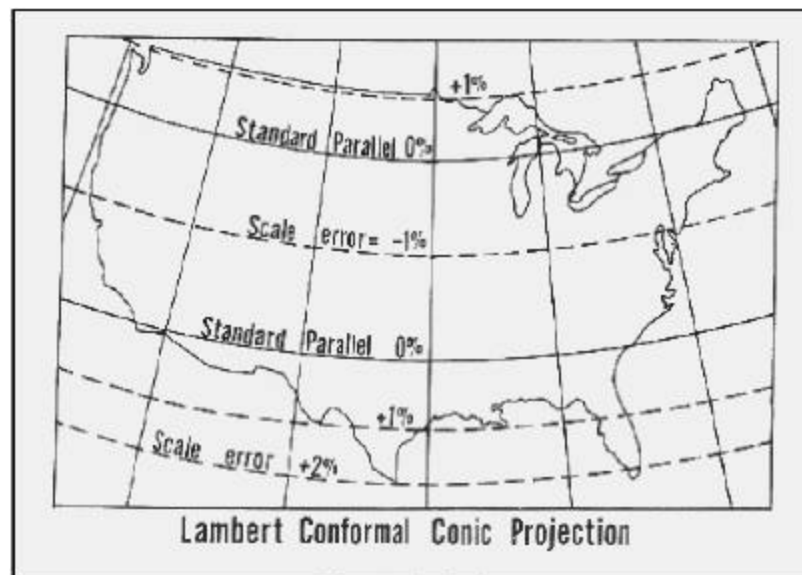 +1%
Standard Parallel 0%
Scale error= -1%
Standard Parallel 0%
+1%
Scale error +2%
Lambert Conformal Conic Projection